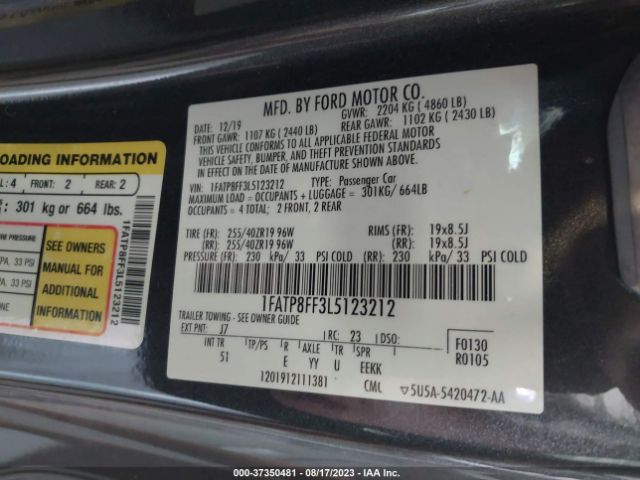 MFD. BY FORD MOTOR CO.
DATE: 12/19
GVWR: 2204 KG ( 4860 LB)
FRONT GAWR: 1107 KG ( 2440 LB)
REAR GAWR: 1102 KG ( 2430 LB)
THIS VEHICLE CONFORMS TO ALL APPLICABLE FEDERAL MOTOR
VEHICLE SAFETY, BUMPER, AND THEFT PREVENTION STANDARDS
IN EFFECT ON THE DATE OF MANUFACTURE SHOWN ABOVE.
VIN: 1FATP8FF3L5123212
TYPE: Passenger Car
MAXIMUM LOAD = OCCUPANTS + LUGGAGE = 301KG/ 664LB
OCCUPANTS = 4 TOTAL; 2 FRONT, 2 REAR
TIRE (FR): 255/40ZR19 96W RIMS (FR): 19x8.5J
(RR): 255/40ZR19 96W (RR): 19x8.5J
PRESSURE (FR): 230 kPa/ 33 PSI COLD (RR): 230 kPa/ 33 PSI COLD
1FATP8FF3L5123212
TRAILER TOWING - SEE OWNER GUIDE
EXT PNT: J7 RC: 23 DSO:
F0130
R0105
INT TR TP/PS R AXLE TR SPR
51 E YY U EEKK
1201912111381 CML 5U5A-5420472-AA
LOADING INFORMATION
: 4 FRONT: 2 REAR: 2
: 301 kg or 664 lbs.
PRESSURE
PA, 33 PSI
PA, 33 PSI
SEE OWNERS
MANUAL FOR
ADDITIONAL
INFORMATION
1FATP8FF3L5123212
000-37350481 - 08/17/2023 - IAA Inc.